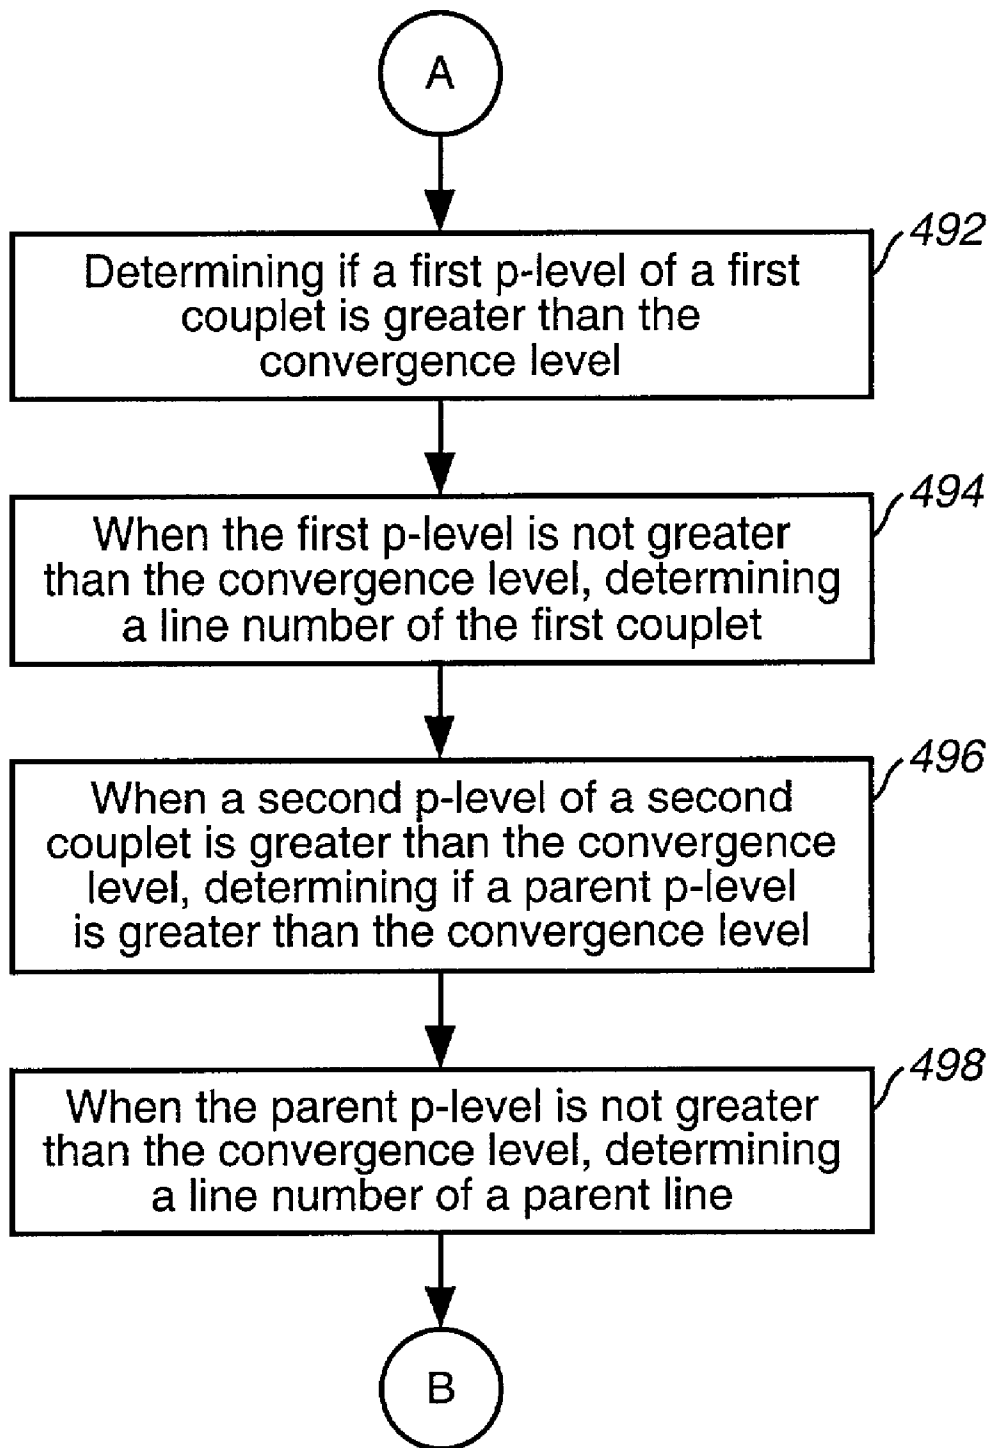 A
492
Determining if a first p-level of a first
couplet is greater than the
convergence level
494
When the first p-level is not greater
than the convergence level, determining
a line number of the first couplet
496
When a second p-level of a second
couplet is greater than the convergence
level, determining if a parent p-level
is greater than the convergence level
498
When the parent p-level is not greater
than the convergence level, determining
a line number of a parent line
B